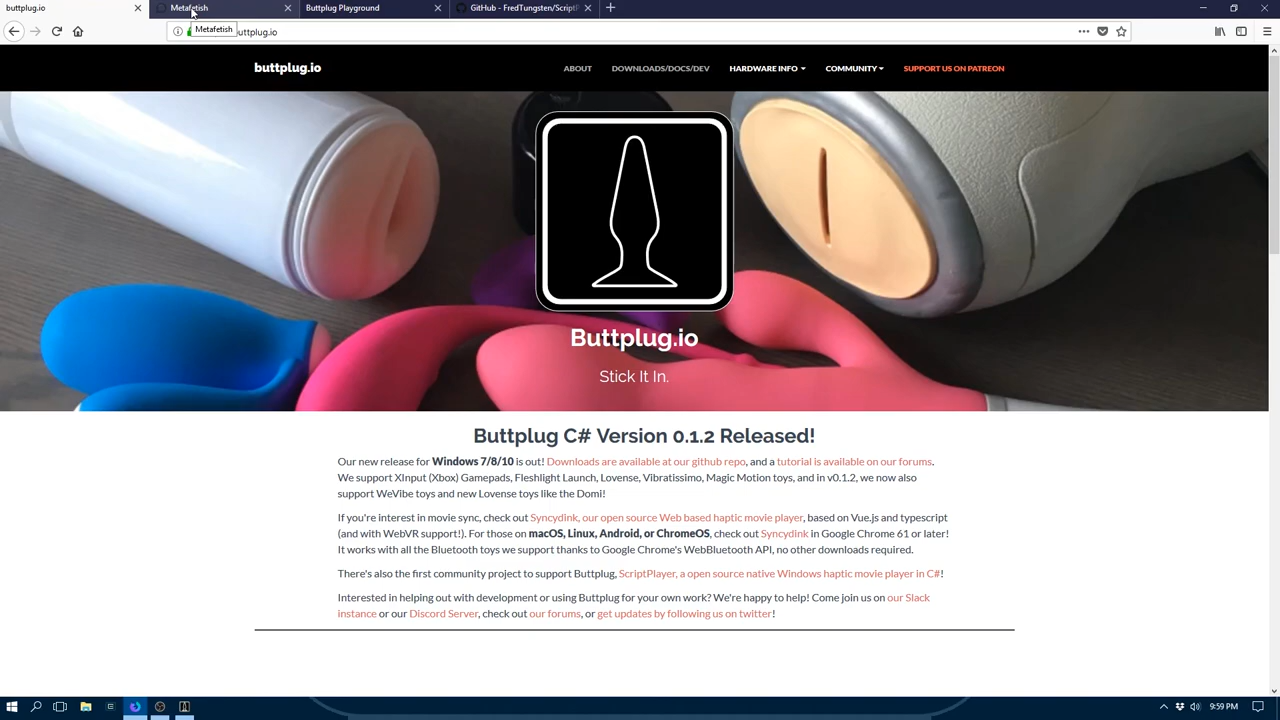 buttplug.io
Metafetish
Buttplug Playground
GitHub - FredTungsten/Script
Metafetish
uttplug.io
buttplug.io
ABOUT
DOWNLOADS/DOCS/DEV
HARDWARE INFO
COMMUNITY
SUPPORT US ON PATREON
Buttplug.io
Stick It In.
Buttplug C# Version 0.1.2 Released!
Our new release for Windows 7/8/10 is out! Downloads are available at our github repo, and a tutorial is available on our forums.
We support XInput (Xbox) Gamepads, Fleshlight Launch, Lovense, Vibratissimo, Magic Motion toys, and in v0.1.2, we now also
support WeVibe toys and new Lovense toys like the Domi!
If you're interest in movie sync, check out Syncydink, our open source Web based haptic movie player, based on Vue.js and typescript
(and with WebVR support!). For those on macOS, Linux, Android, or ChromeOS, check out Syncydink in Google Chrome 61 or later!
It works with all the Bluetooth toys we support thanks to Google Chrome's WebBluetooth API, no other downloads required.
There's also the first community project to support Buttplug, ScriptPlayer, a open source native Windows haptic movie player in C#!
Interested in helping out with development or using Buttplug for your own work? We're happy to help! Come join us on our Slack
instance or our Discord Server, check out our forums, or get updates by following us on twitter!
9:59 PM